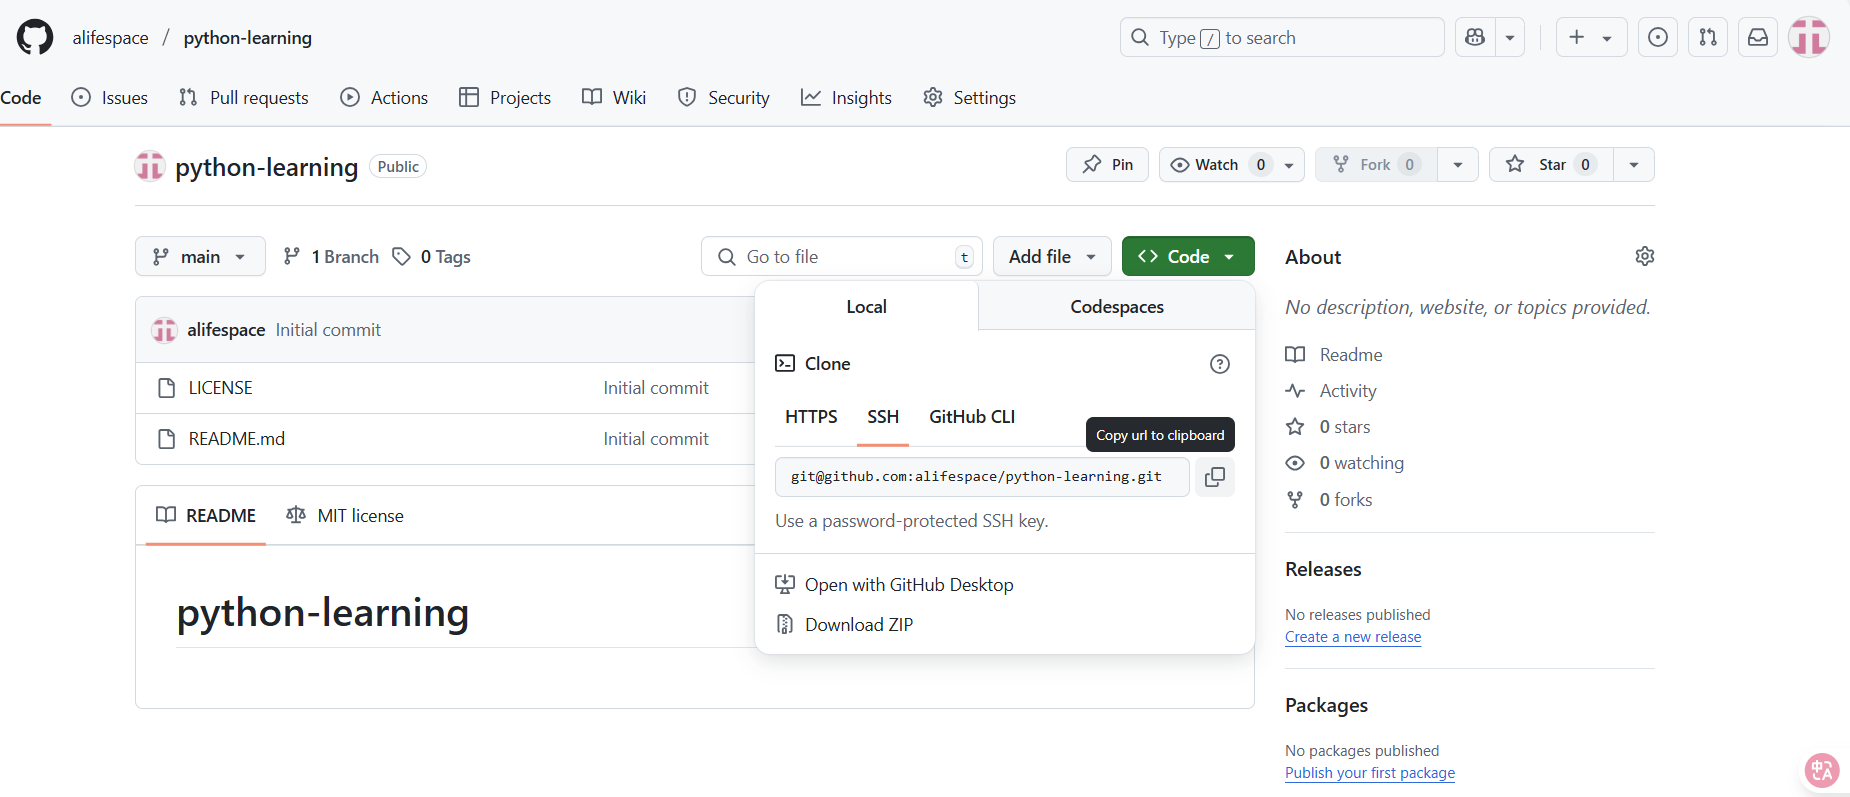 alifespace / python-learning
Type / to search
Code Issues Pull requests Actions Projects Wiki Security Insights Settings
python-learning Public
Pin Watch 0 Fork 0 Star 0
main 1 Branch 0 Tags
Go to file t Add file Code
alifespace Initial commit
LICENSE Initial commit
README.md Initial commit
README MIT license
python-learning
Local Codespaces
Clone
HTTPS SSH GitHub CLI
Copy url to clipboard
git@github.com:alifespace/python-learning.git
Use a password-protected SSH key.
Open with GitHub Desktop
Download ZIP
About
No description, website, or topics provided.
Readme
Activity
0 stars
0 watching
0 forks
Releases
No releases published
Create a new release
Packages
No packages published
Publish your first package
中A